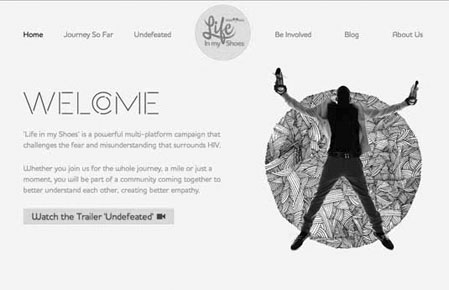 Home Journey So Far Undefeated Life In my Shoes Be Involved Blog About Us
WELCOME
'Life in my Shoes' is a powerful multi-platform campaign that
challenges the fear and misunderstanding that surrounds HIV.
Whether you join us for the whole journey, a mile or just a
moment, you will be part of a community coming together to
better understand each other, creating better empathy.
Watch the Trailer 'Undefeated'